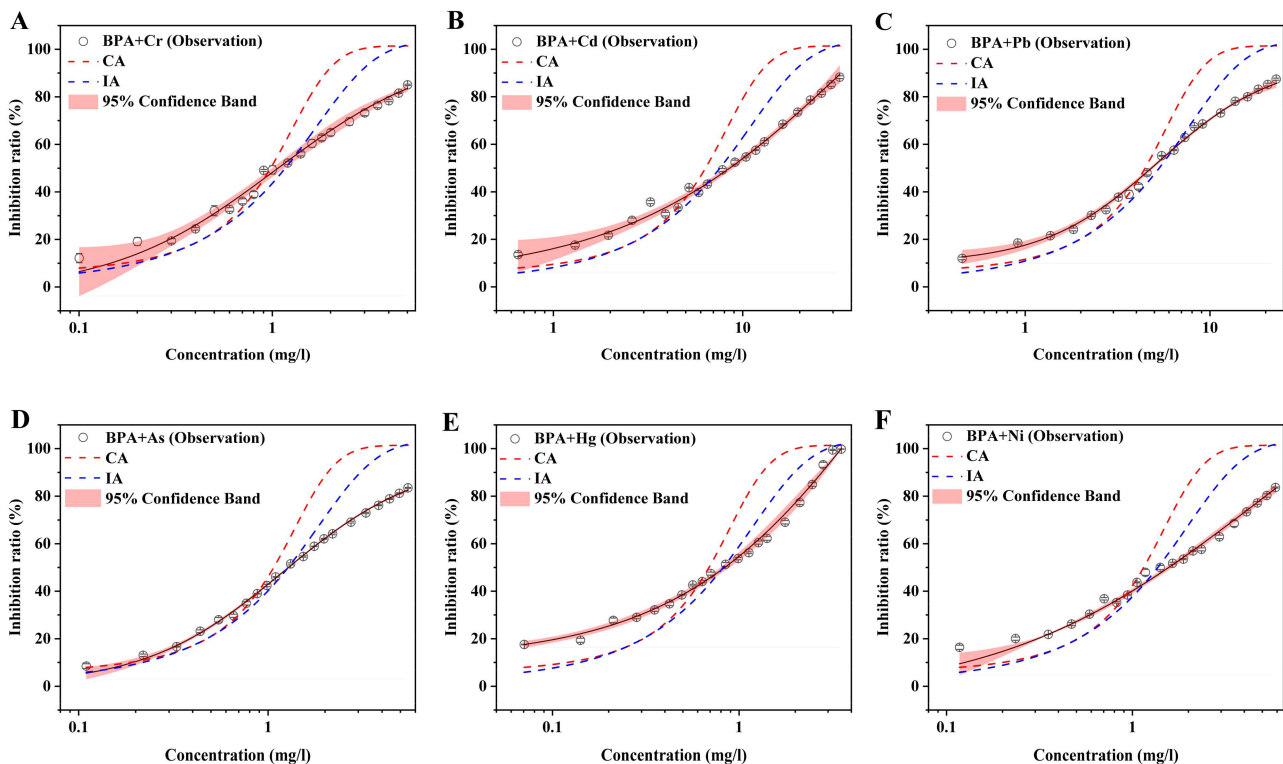 A
BPA+Cr (Observation)
CA
IA
95% Confidence Band
100
80
60
40
20
0
Inhibition ratio (%)
0.1
1
Concentration (mg/l)
B
BPA+Cd (Observation)
CA
IA
95% Confidence Band
100
80
60
40
20
0
Inhibition ratio (%)
1
10
Concentration (mg/l)
C
BPA+Pb (Observation)
CA
IA
95% Confidence Band
100
80
60
40
20
0
Inhibition ratio (%)
1
10
Concentration (mg/l)
D
BPA+As (Observation)
CA
IA
95% Confidence Band
100
80
60
40
20
0
Inhibition ratio (%)
0.1
1
Concentration (mg/l)
E
BPA+Hg (Observation)
CA
IA
95% Confidence Band
100
80
60
40
20
0
Inhibition ratio (%)
0.1
1
Concentration (mg/l)
F
BPA+Ni (Observation)
CA
IA
95% Confidence Band
100
80
60
40
20
0
Inhibition ratio (%)
0.1
1
Concentration (mg/l)